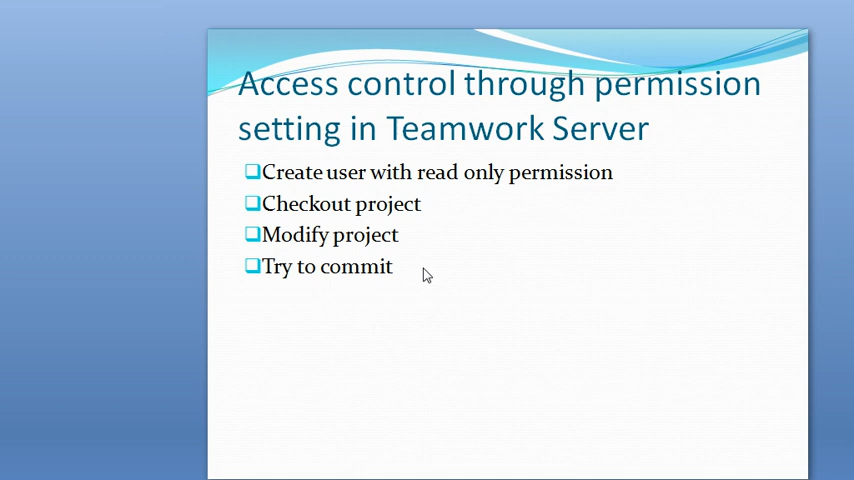 Access control through permission
setting in Teamwork Server
Create user with read only permission
Checkout project
Modify project
Try to commit